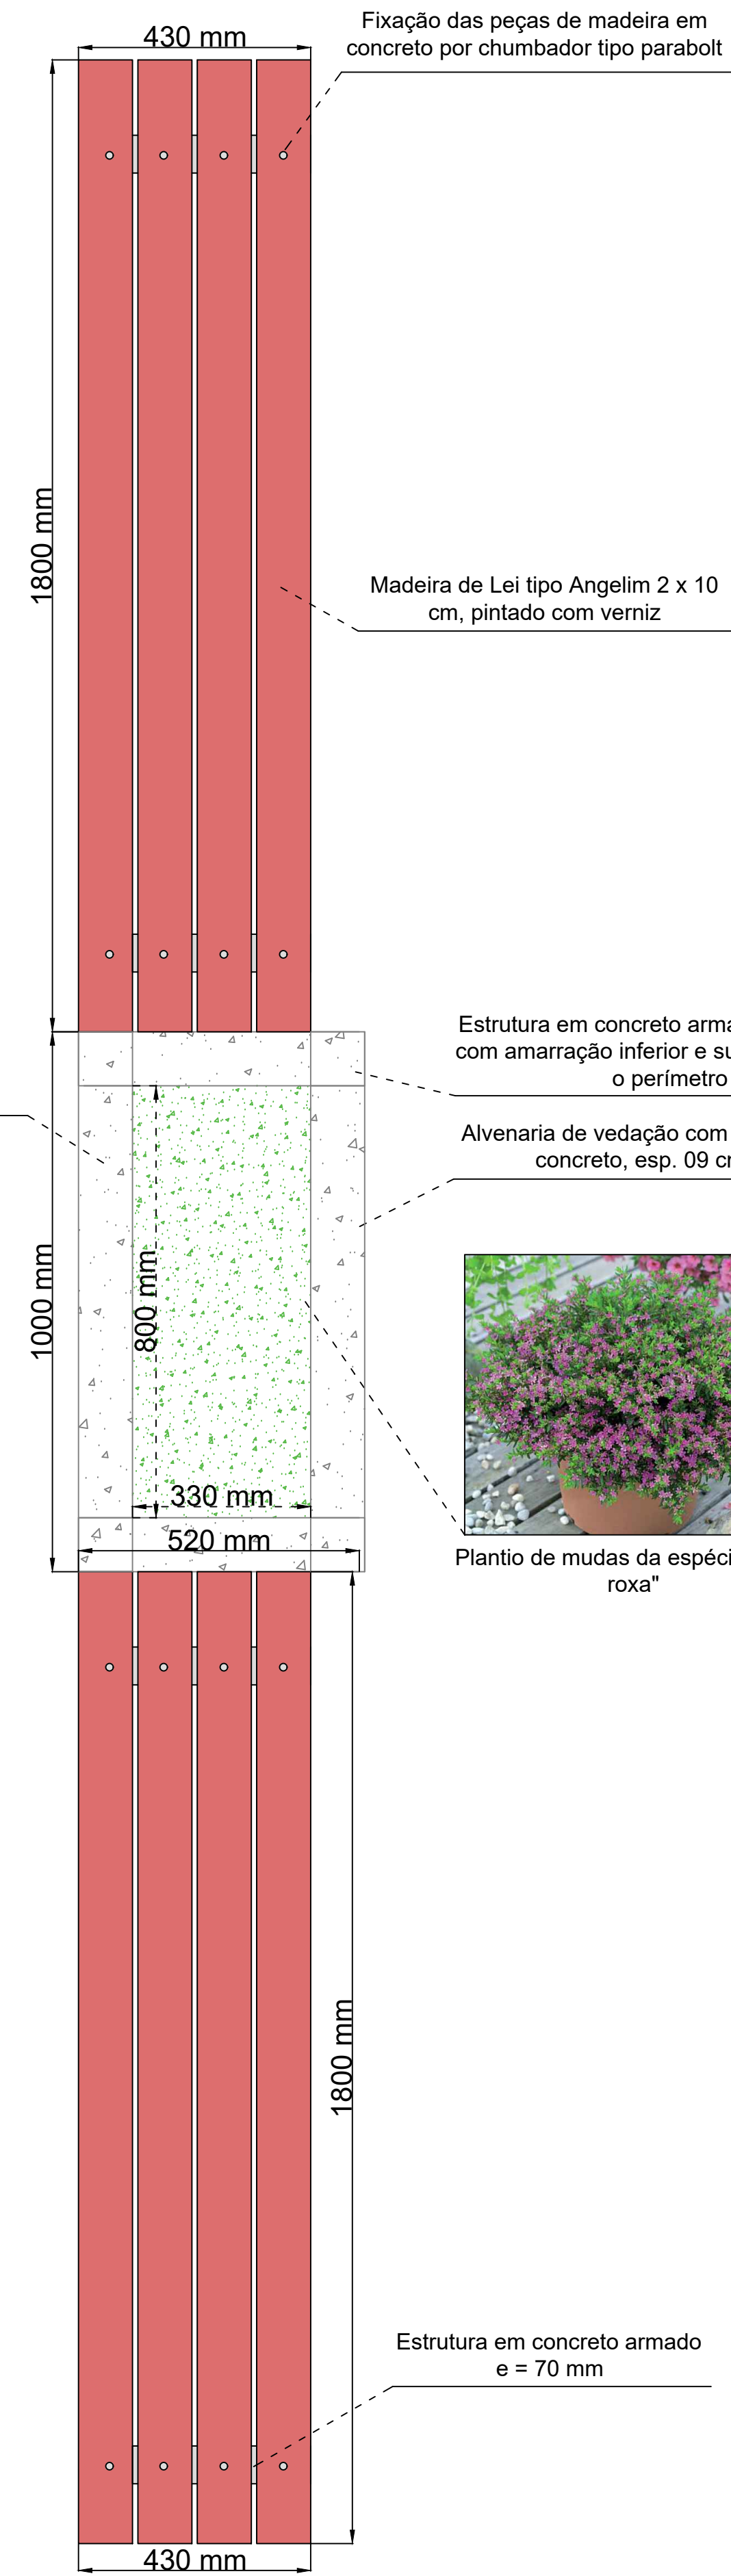 430 mm
Fixação das peças de madeira em
concreto por chumbador tipo parabolt
1800 mm
Madeira de Lei tipo Angelim 2 x 10
cm, pintado com verniz
Estrutura em concreto
com amarração inferior e
o perímetro
Alvenaria de vedação com
concreto, esp. 09
1000 mm
800 mm
330 mm
520 mm
Plantio de mudas da
roxa"
1800 mm
Estrutura em concreto armado
e = 70 mm
430 mm